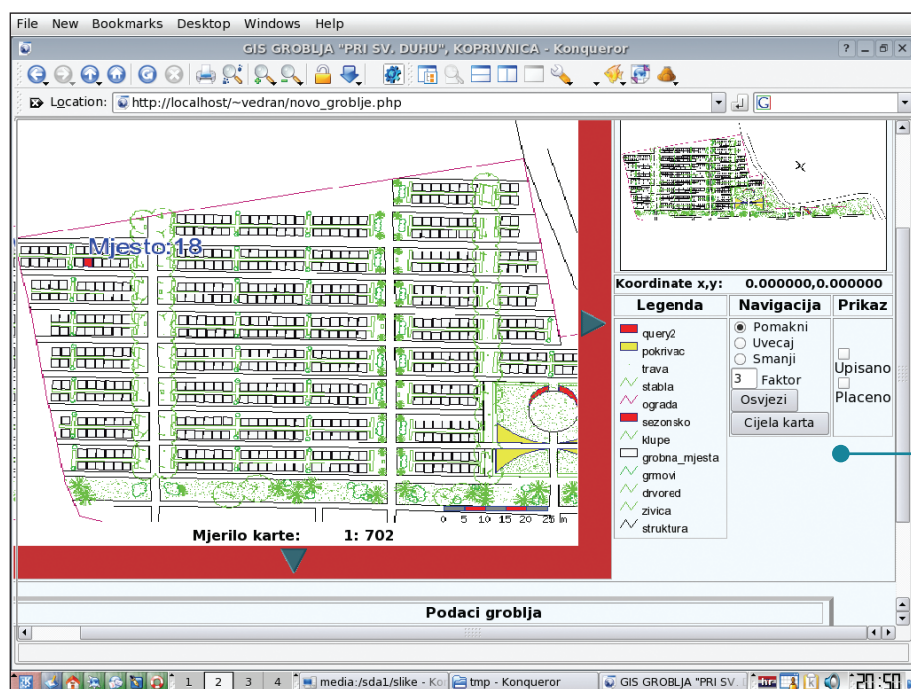 File New Bookmarks Desktop Windows Help
GIS GROBLJA "PRI SV. DUHU", KOPRIVNICA - Konqueror
Location: http://localhost/~vedran/novo_groblje.php
Mjesto:18
Koordinate x,y: 0.000000,0.000000
Legenda
query2
pokrivac
trava
stabla
ograda
sezonsko
klupe
grobna_mjesta
grmovi
drvored
zivica
struktura
Navigacija
Pomakni
Uvecaj
Smanji
3 Faktor
Osvjezi
Cijela karta
Prikaz
Upisano
Placeno
0 5 10 15 20 25 m
Mjerilo karte: 1: 702
Podaci groblja
1 2 3 4 media:/sda1/slike - Ko tmp - Konqueror GIS GROBLJA "PRI SV. hr 20:50